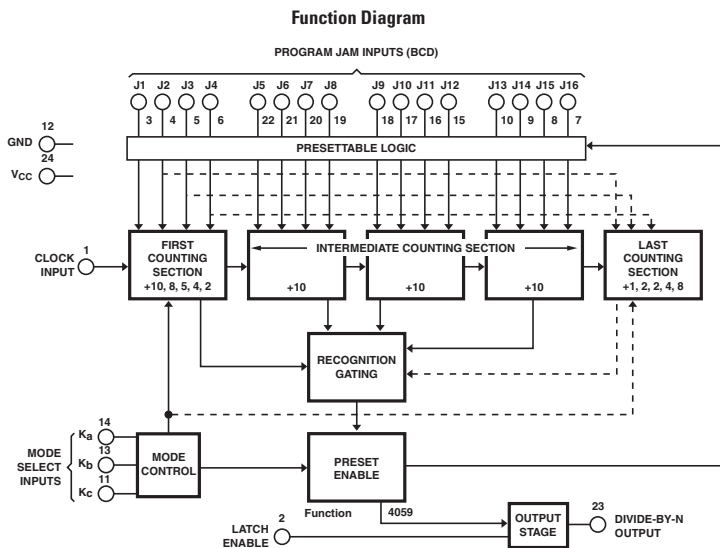 Function Diagram
PROGRAM JAM INPUTS (BCD)
J1 J2 J3 J4 J5 J6 J7 J8 J9 J10 J11 J12 J13 J14 J15 J16
3 4 5 6 22 21 20 19 18 17 16 15 10 9 8 7
12
GND
24
VCC
PRESETTABLE LOGIC
1
CLOCK
INPUT
FIRST
COUNTING
SECTION
+10, 8, 5, 4, 2
INTERMEDIATE COUNTING SECTION
+10
+10
+10
LAST
COUNTING
SECTION
+1, 2, 2, 4, 8
RECOGNITION
GATING
MODE
SELECT
INPUTS
14
Ka
13
Kb
11
Kc
MODE
CONTROL
PRESET
ENABLE
Function 4059
2
LATCH
ENABLE
OUTPUT
STAGE
23
DIVIDE-BY-N
OUTPUT